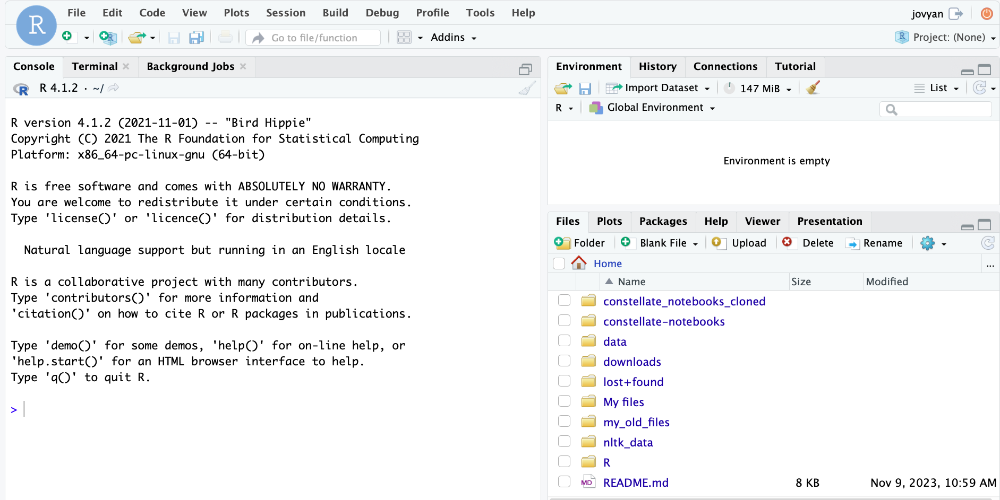 R
File Edit Code View Plots Session Build Debug Profile Tools Help
jovyan
R
Go to file/function
Addins
R
Project: (None)
Console Terminal Background Jobs
R R 4.1.2 · ~/
R version 4.1.2 (2021-11-01) -- "Bird Hippie"
Copyright (C) 2021 The R Foundation for Statistical Computing
Platform: x86_64-pc-linux-gnu (64-bit)
R is free software and comes with ABSOLUTELY NO WARRANTY.
You are welcome to redistribute it under certain conditions.
Type 'license()' or 'licence()' for distribution details.
Natural language support but running in an English locale
R is a collaborative project with many contributors.
Type 'contributors()' for more information and
'citation()' on how to cite R or R packages in publications.
Type 'demo()' for some demos, 'help()' for on-line help, or
'help.start()' for an HTML browser interface to help.
Type 'q()' to quit R.
>
Environment History Connections Tutorial
Import Dataset 147 MiB List
R Global Environment
Environment is empty
Files Plots Packages Help Viewer Presentation
Folder Blank File Upload Delete Rename
Home ...
Name Size Modified
constellate_notebooks_cloned
constellate-notebooks
data
downloads
lost+found
My files
my_old_files
nltk_data
R
MD README.md 8 KB Nov 9, 2023, 10:59 AM